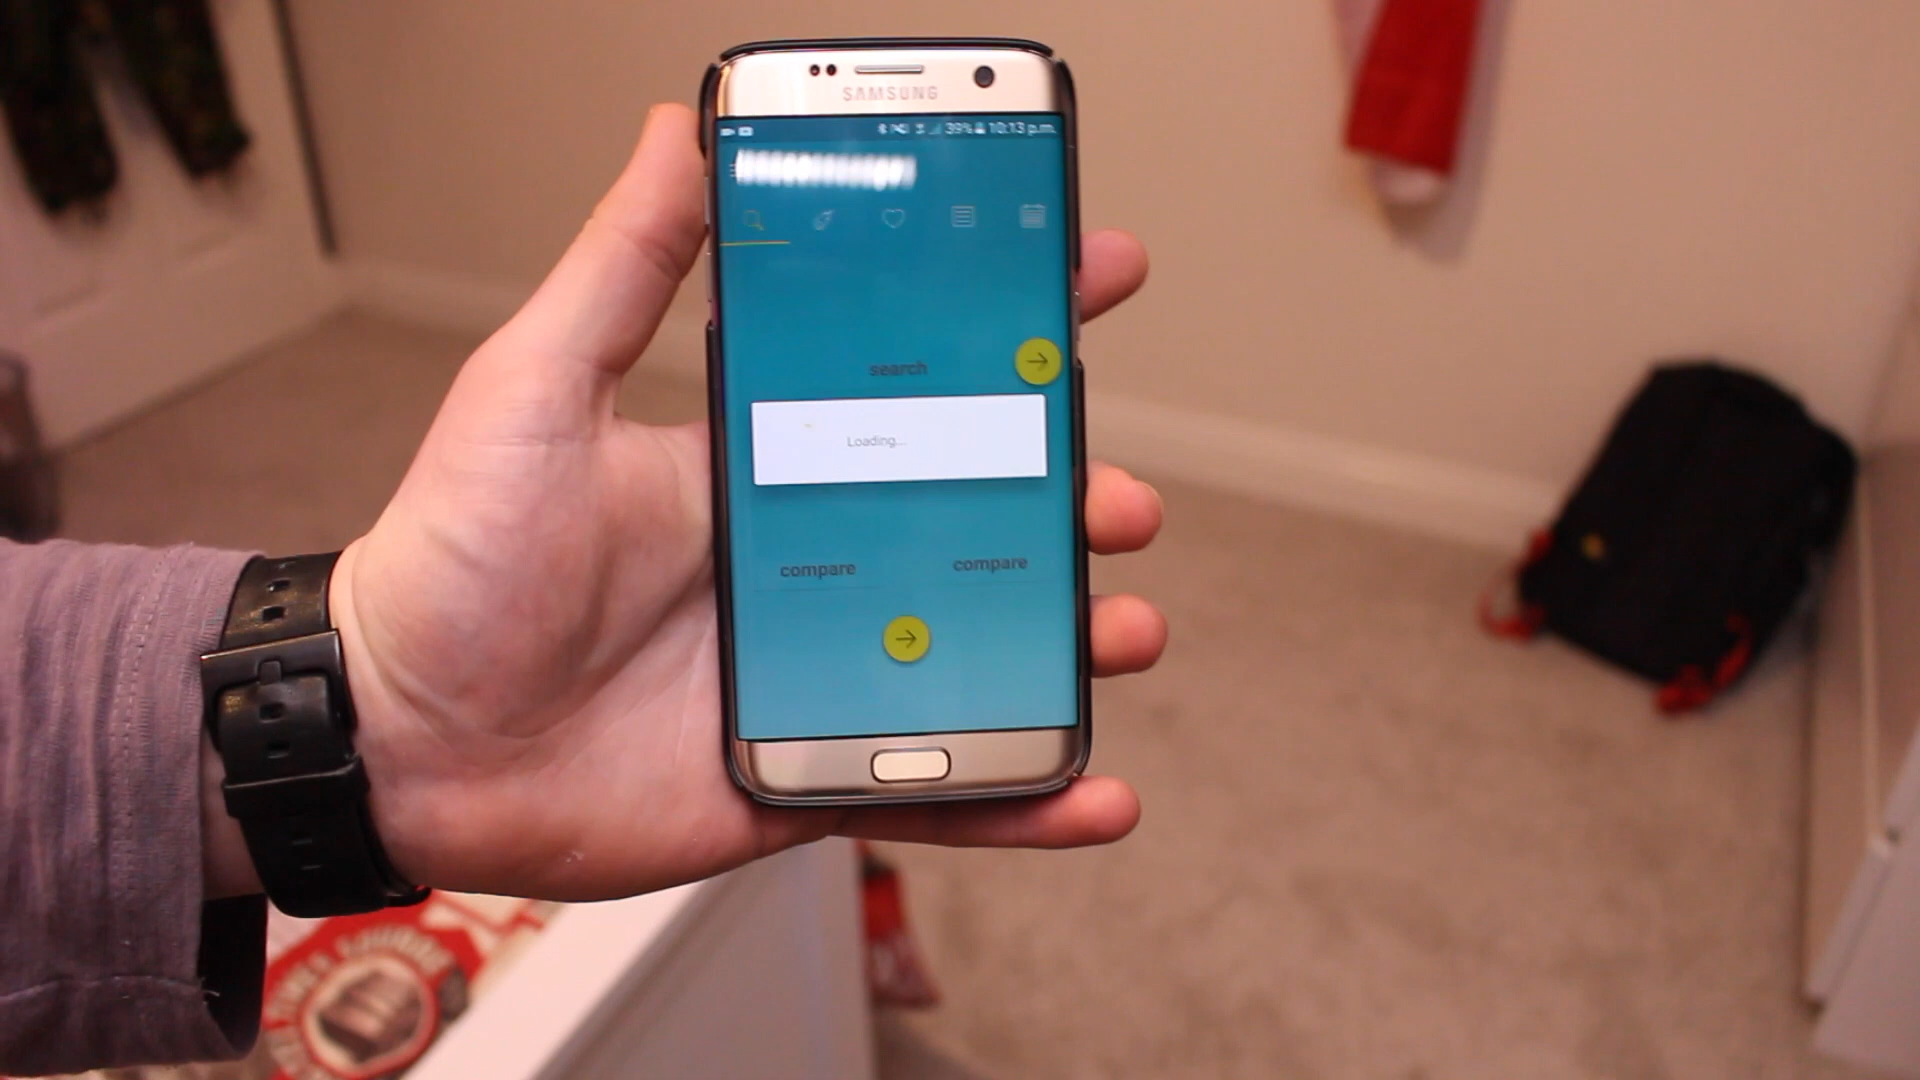 SAMSUNG
39% 10:13 p.m.
search
Loading...
compare compare